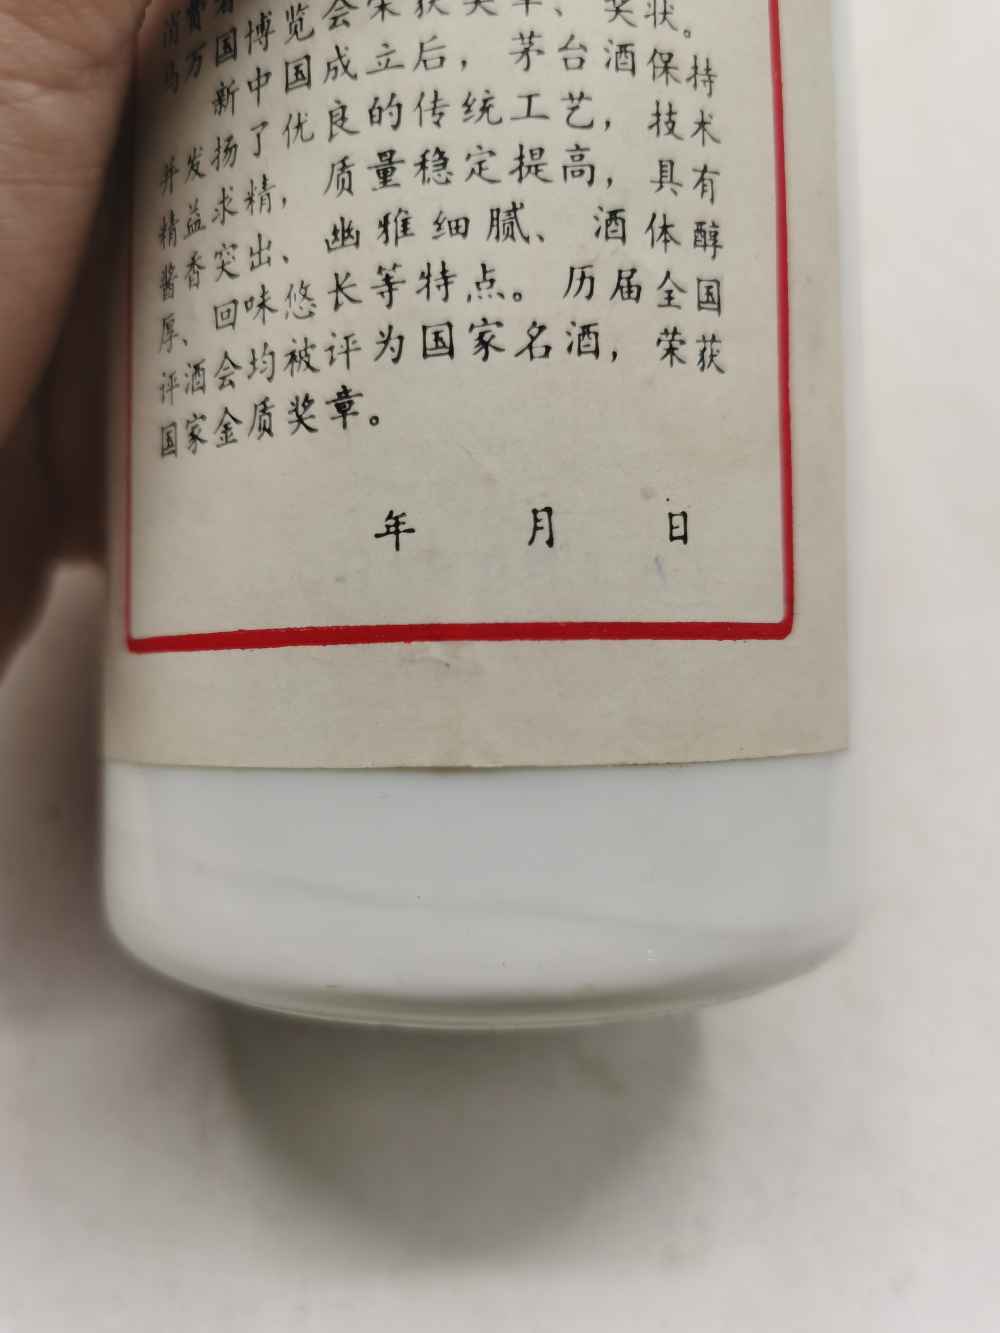 消费者
马万国博览会荣获奖章、奖状。
新中国成立后，茅台酒保持
并发扬了优良的传统工艺，技术
精益求精，质量稳定提高，具有
酱香突出、幽雅细腻、酒体醇
厚、回味悠长等特点。历届全国
评酒会均被评为国家名酒，荣获
国家金质奖章。
年 月 日